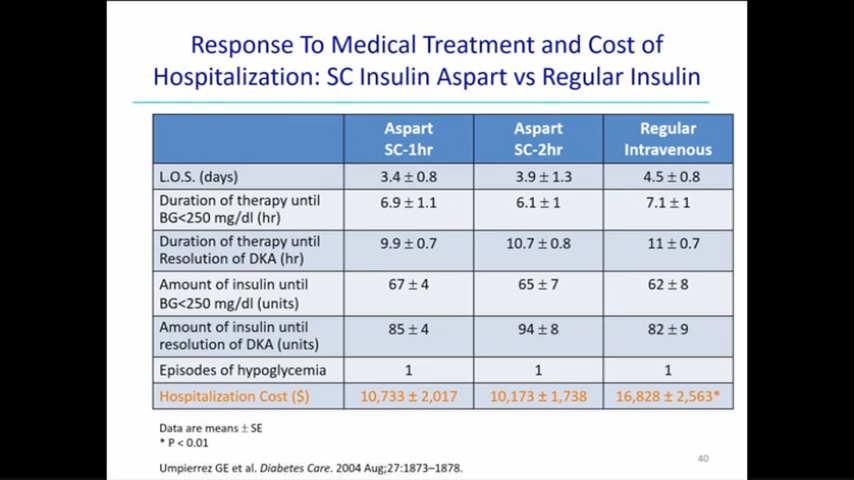 Response To Medical Treatment and Cost of
Hospitalization: SC Insulin Aspart vs Regular Insulin
Aspart SC-1hr Aspart SC-2hr Regular Intravenous
L.O.S. (days) 3.4 ± 0.8 3.9 ± 1.3 4.5 ± 0.8
Duration of therapy until BG<250 mg/dl (hr) 6.9 ± 1.1 6.1 ± 1 7.1 ± 1
Duration of therapy until Resolution of DKA (hr) 9.9 ± 0.7 10.7 ± 0.8 11 ± 0.7
Amount of insulin until BG<250 mg/dl (units) 67 ± 4 65 ± 7 62 ± 8
Amount of insulin until resolution of DKA (units) 85 ± 4 94 ± 8 82 ± 9
Episodes of hypoglycemia 1 1 1
Hospitalization Cost ($) 10,733 ± 2,017 10,173 ± 1,738 16,828 ± 2,563*
Data are means ± SE
* P < 0.01
40
Umpierrez GE et al. Diabetes Care. 2004 Aug;27:1873–1878.